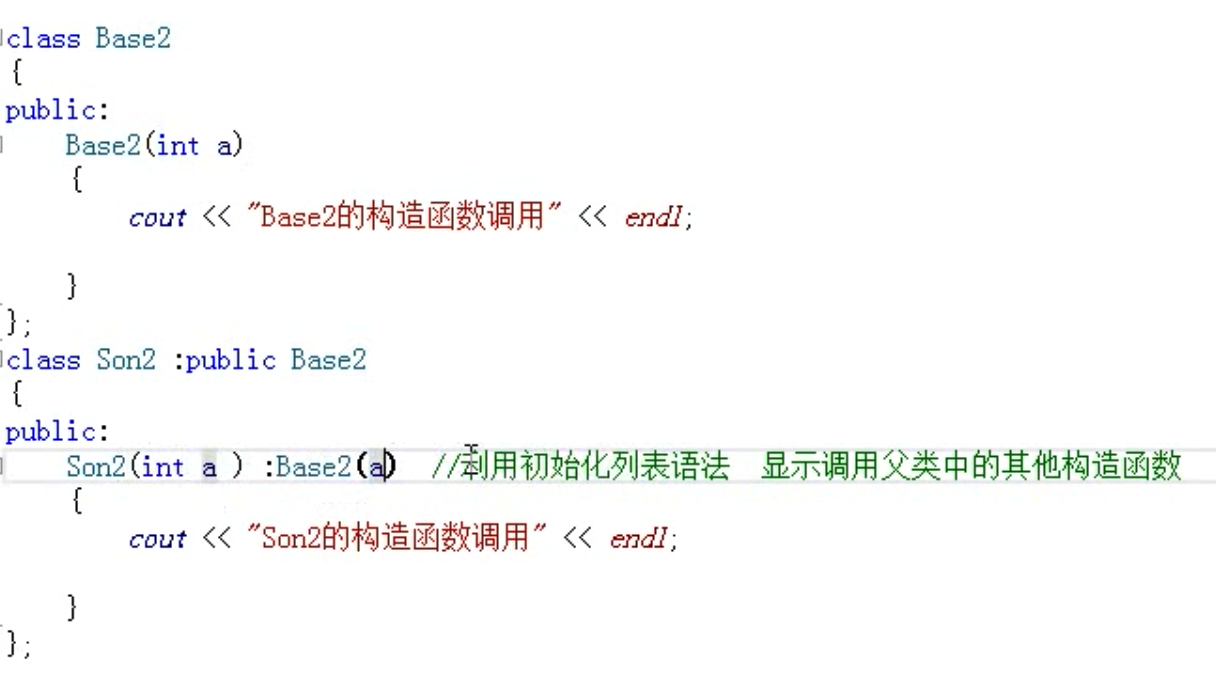 class Base2
{
public:
Base2(int a)
{
cout << "Base2的构造函数调用" << endl;
}
};
class Son2 :public Base2
{
public:
Son2(int a ) :Base2(a) //利用初始化列表语法 显示调用父类中的其他构造函数
{
cout << "Son2的构造函数调用" << endl;
}
};